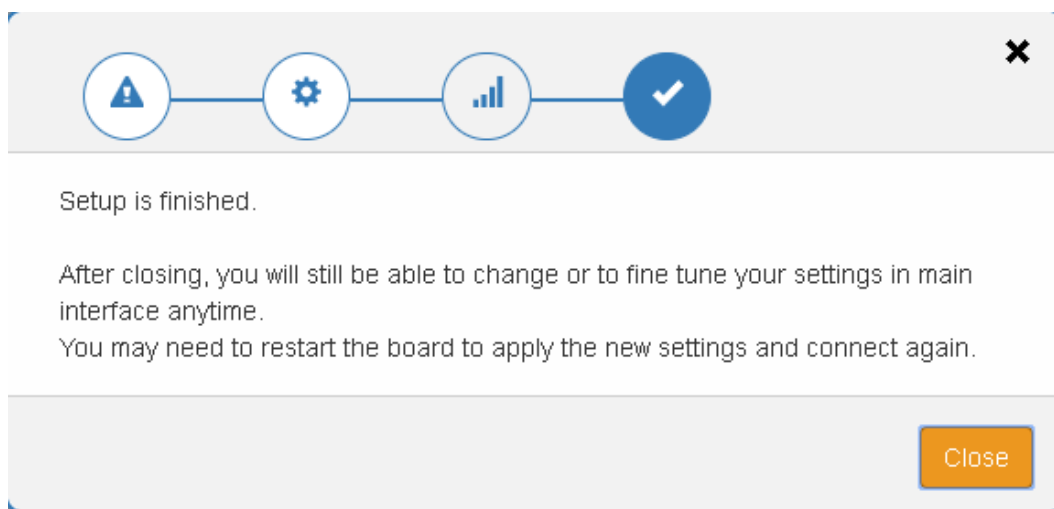 Setup is finished.
After closing, you will still be able to change or to fine tune your settings in main
interface anytime.
You may need to restart the board to apply the new settings and connect again.
Close